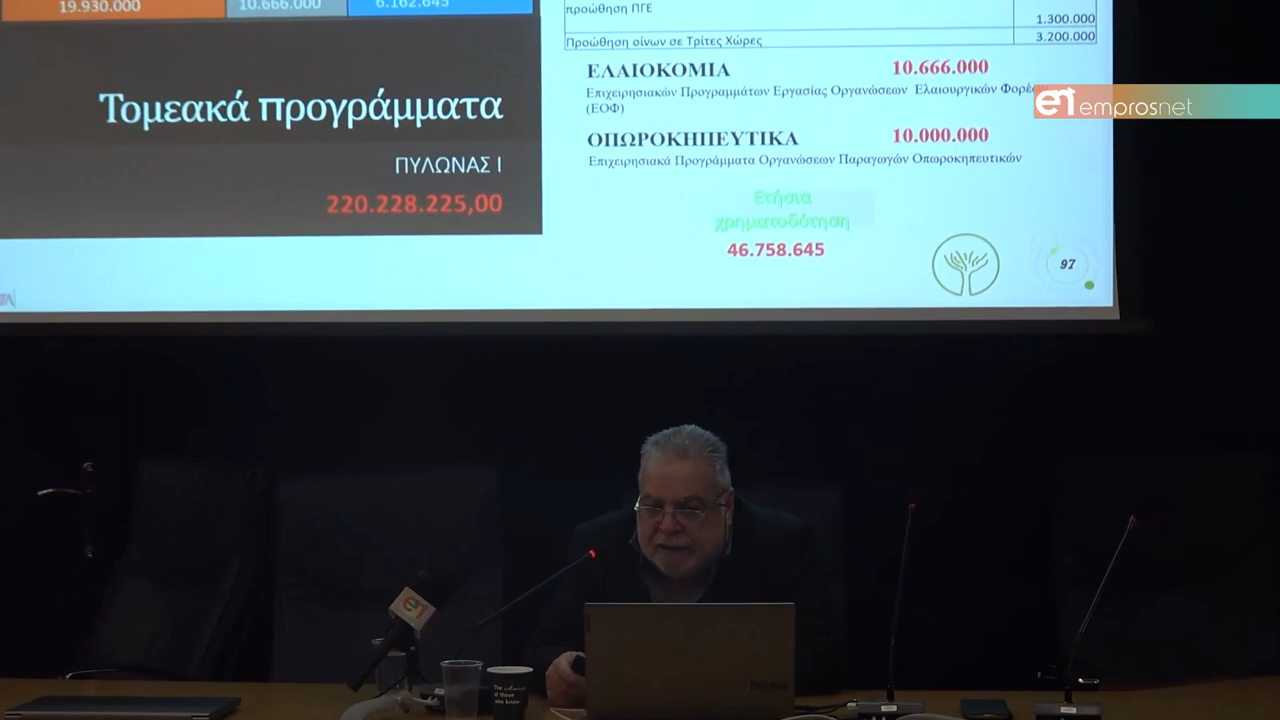 19.930.000
10.666.000
6.162.645
Τομεακά προγράμματα
ΠΥΛΩΝΑΣ Ι
220.228.225,00
προώθηση ΠΓΕ
1.300.000
Προώθηση οίνων σε Τρίτες Χώρες
3.200.000
ΕΛΑΙΟΚΟΜΙΑ 10.666.000
Επιχειρησιακών Προγραμμάτων Εργασίας Οργανώσεων Ελαιουργικών
(ΕΟΦ)
ΟΠΩΡΟΚΗΠΕΥΤΙΚΑ 10.000.000
Επιχειρησιακά Προγράμματα Οργανώσεων Παραγωγών Οπωροκηπευτικών
Ετήσια
χρηματοδότηση
46.758.645
97
emprosnet